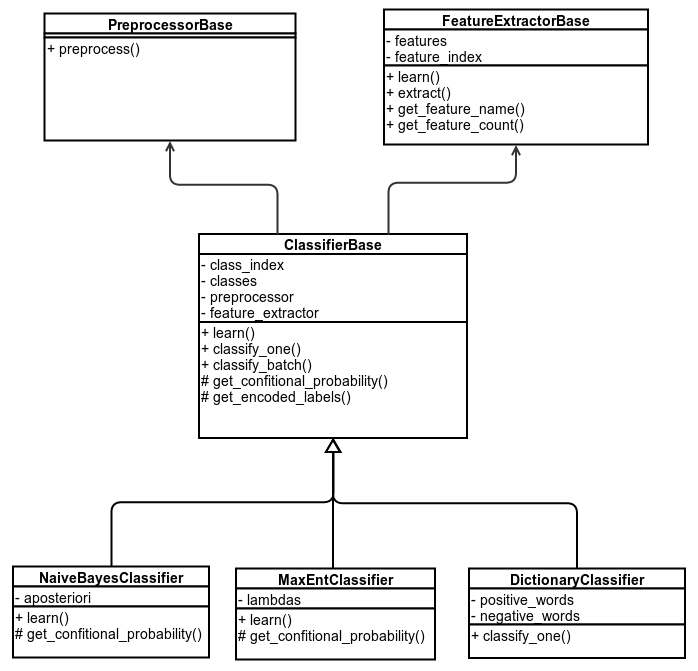 PreprocessorBase
+ preprocess()
FeatureExtractorBase
- features
- feature_index
+ learn()
+ extract()
+ get_feature_name()
+ get_feature_count()
ClassifierBase
- class_index
- classes
- preprocessor
- feature_extractor
+ learn()
+ classify_one()
+ classify_batch()
# get_confitional_probability()
# get_encoded_labels()
NaiveBayesClassifier
- aposteriori
+ learn()
# get_confitional_probability()
MaxEntClassifier
- lambdas
+ learn()
# get_confitional_probability()
DictionaryClassifier
- positive_words
- negative_words
+ classify_one()